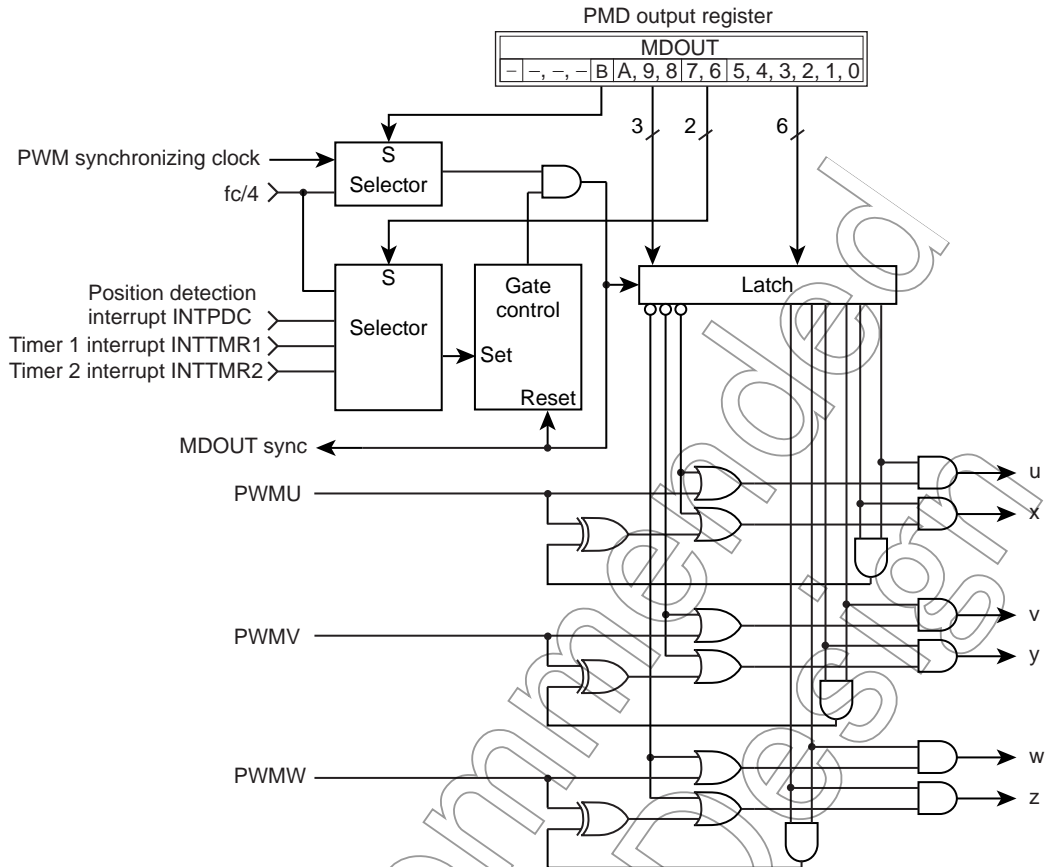 PMD output register
MDOUT
– –, –, – B A, 9, 8 7, 6 5, 4, 3, 2, 1, 0
3 2 6
PWM synchronizing clock
S
Selector
fc/4
S
Selector
Gate
control
Set
Reset
Latch
Position detection
interrupt INTPDC
Timer 1 interrupt INTTMR1
Timer 2 interrupt INTTMR2
MDOUT sync
PWMU
u
x
PWMV
v
y
PWMW
w
z
ommended
Design